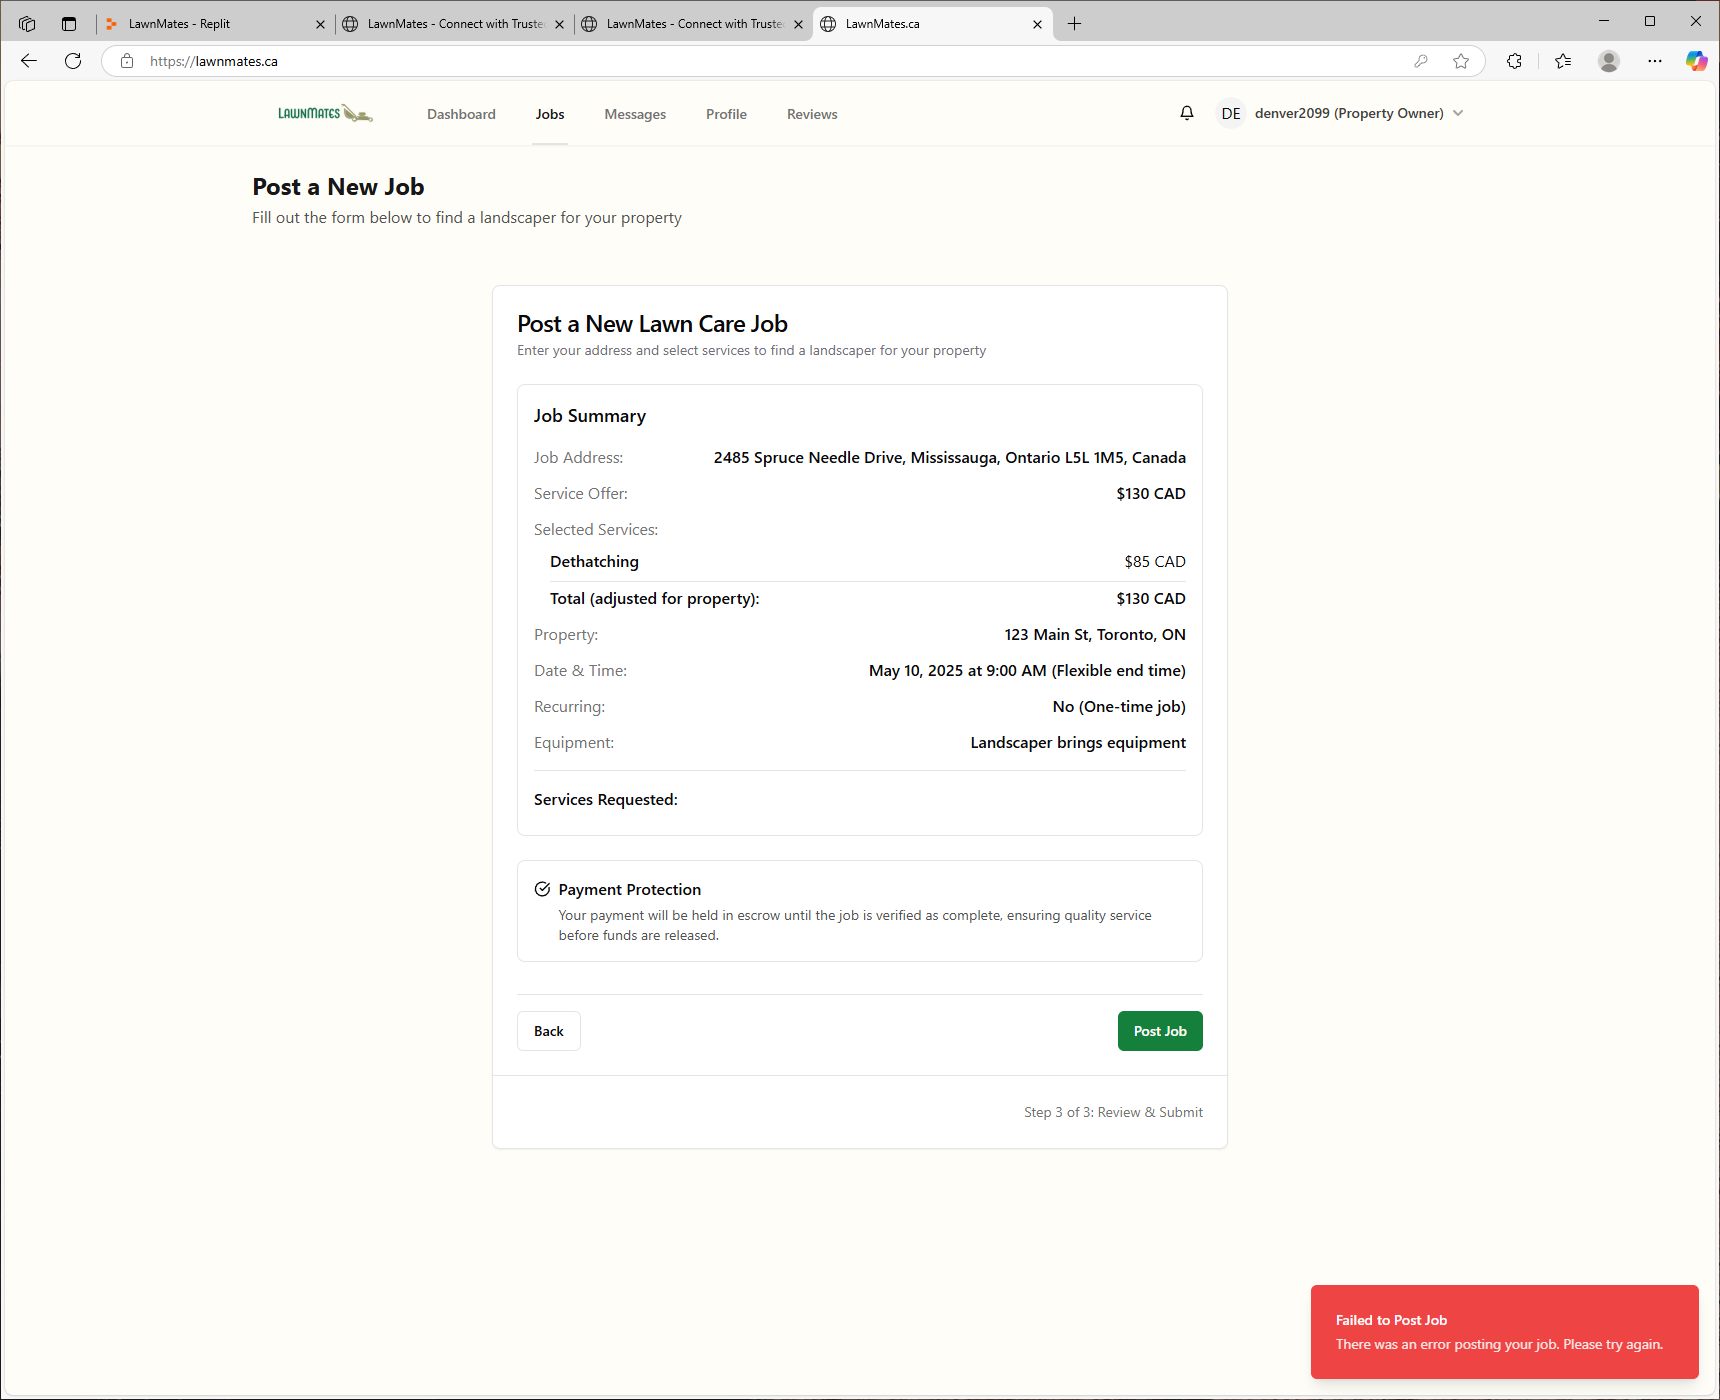 LawnMates - Replit
LawnMates - Connect with Truste
LawnMates - Connect with Truste
LawnMates.ca
https://lawnmates.ca
LAWNMATES
Dashboard
Jobs
Messages
Profile
Reviews
DE
denver2099 (Property Owner)
Post a New Job
Fill out the form below to find a landscaper for your property
Post a New Lawn Care Job
Enter your address and select services to find a landscaper for your property
Job Summary
Job Address: 2485 Spruce Needle Drive, Mississauga, Ontario L5L 1M5, Canada
Service Offer: $130 CAD
Selected Services:
Dethatching $85 CAD
Total (adjusted for property): $130 CAD
Property: 123 Main St, Toronto, ON
Date & Time: May 10, 2025 at 9:00 AM (Flexible end time)
Recurring: No (One-time job)
Equipment: Landscaper brings equipment
Services Requested:
Payment Protection
Your payment will be held in escrow until the job is verified as complete, ensuring quality service
before funds are released.
Back
Post Job
Step 3 of 3: Review & Submit
Failed to Post Job
There was an error posting your job. Please try again.